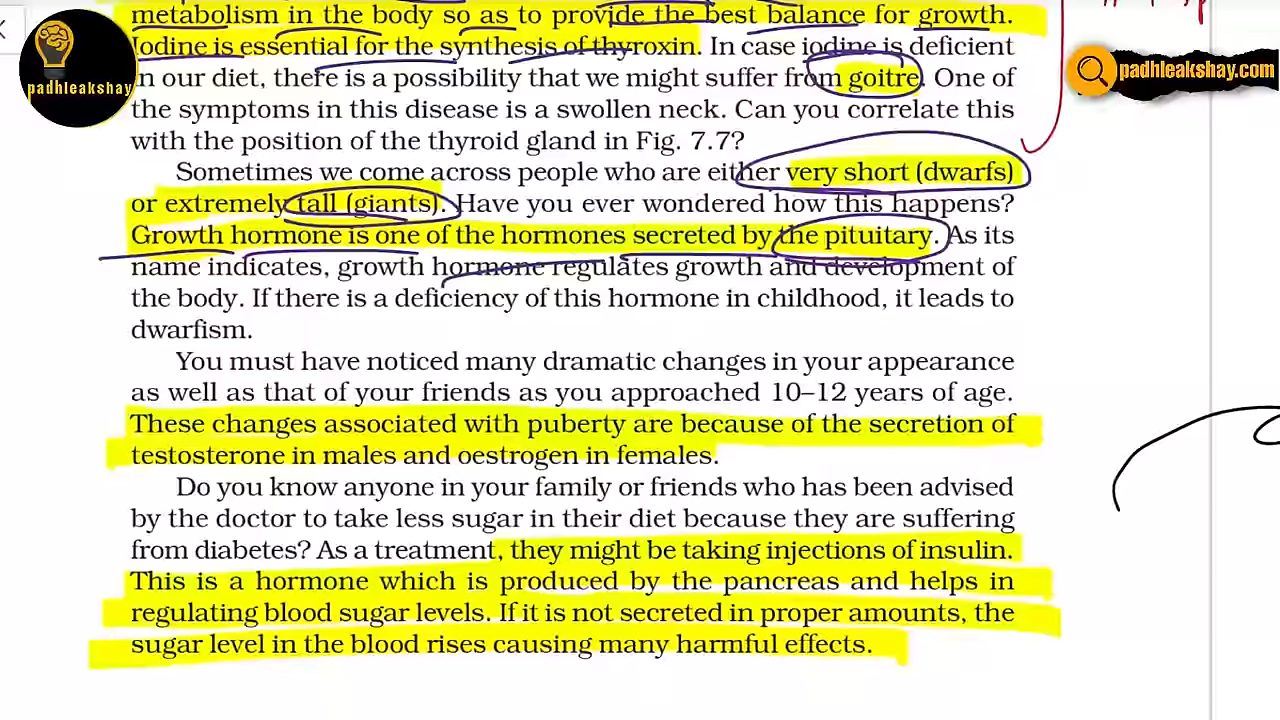 metabolism in the body so as to provide the best balance for growth.
Iodine is essential for the synthesis of thyroxin. In case iodine is deficient
in our diet, there is a possibility that we might suffer from goitre. One of
the symptoms in this disease is a swollen neck. Can you correlate this
with the position of the thyroid gland in Fig. 7.7?
Sometimes we come across people who are either very short (dwarfs)
or extremely tall (giants). Have you ever wondered how this happens?
Growth hormone is one of the hormones secreted by the pituitary. As its
name indicates, growth hormone regulates growth and development of
the body. If there is a deficiency of this hormone in childhood, it leads to
dwarfism.
You must have noticed many dramatic changes in your appearance
as well as that of your friends as you approached 10–12 years of age.
These changes associated with puberty are because of the secretion of
testosterone in males and oestrogen in females.
Do you know anyone in your family or friends who has been advised
by the doctor to take less sugar in their diet because they are suffering
from diabetes? As a treatment, they might be taking injections of insulin.
This is a hormone which is produced by the pancreas and helps in
regulating blood sugar levels. If it is not secreted in proper amounts, the
sugar level in the blood rises causing many harmful effects.
padhleakshay
padhleakshay.com